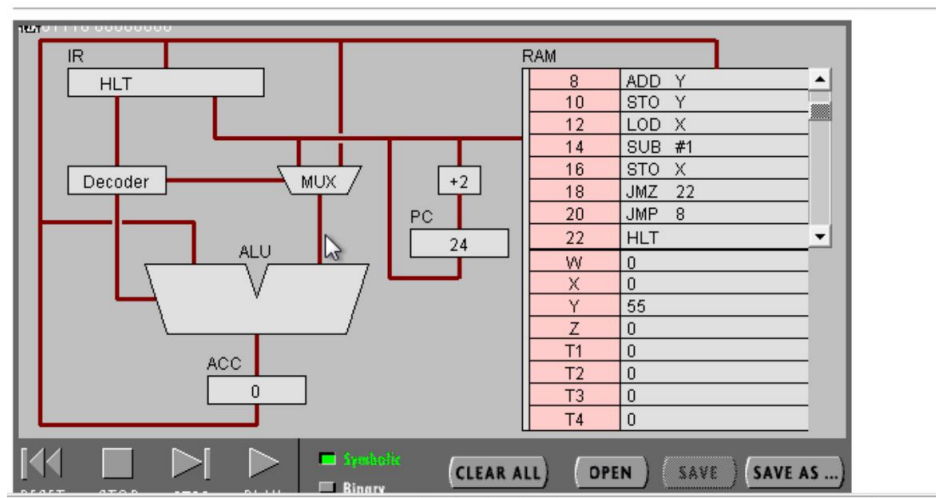 IR
RAM
HLT
8 ADD Y
10 STO Y
12 LOD X
14 SUB #1
16 STO X
18 JMZ 22
20 JMP 8
22 HLT
Decoder
MUX
+2
PC
24
ALU
W 0
X 0
Y 55
Z 0
T1 0
T2 0
T3 0
T4 0
ACC
0
Symbolic
Binary
CLEAR ALL OPEN SAVE SAVE AS ...